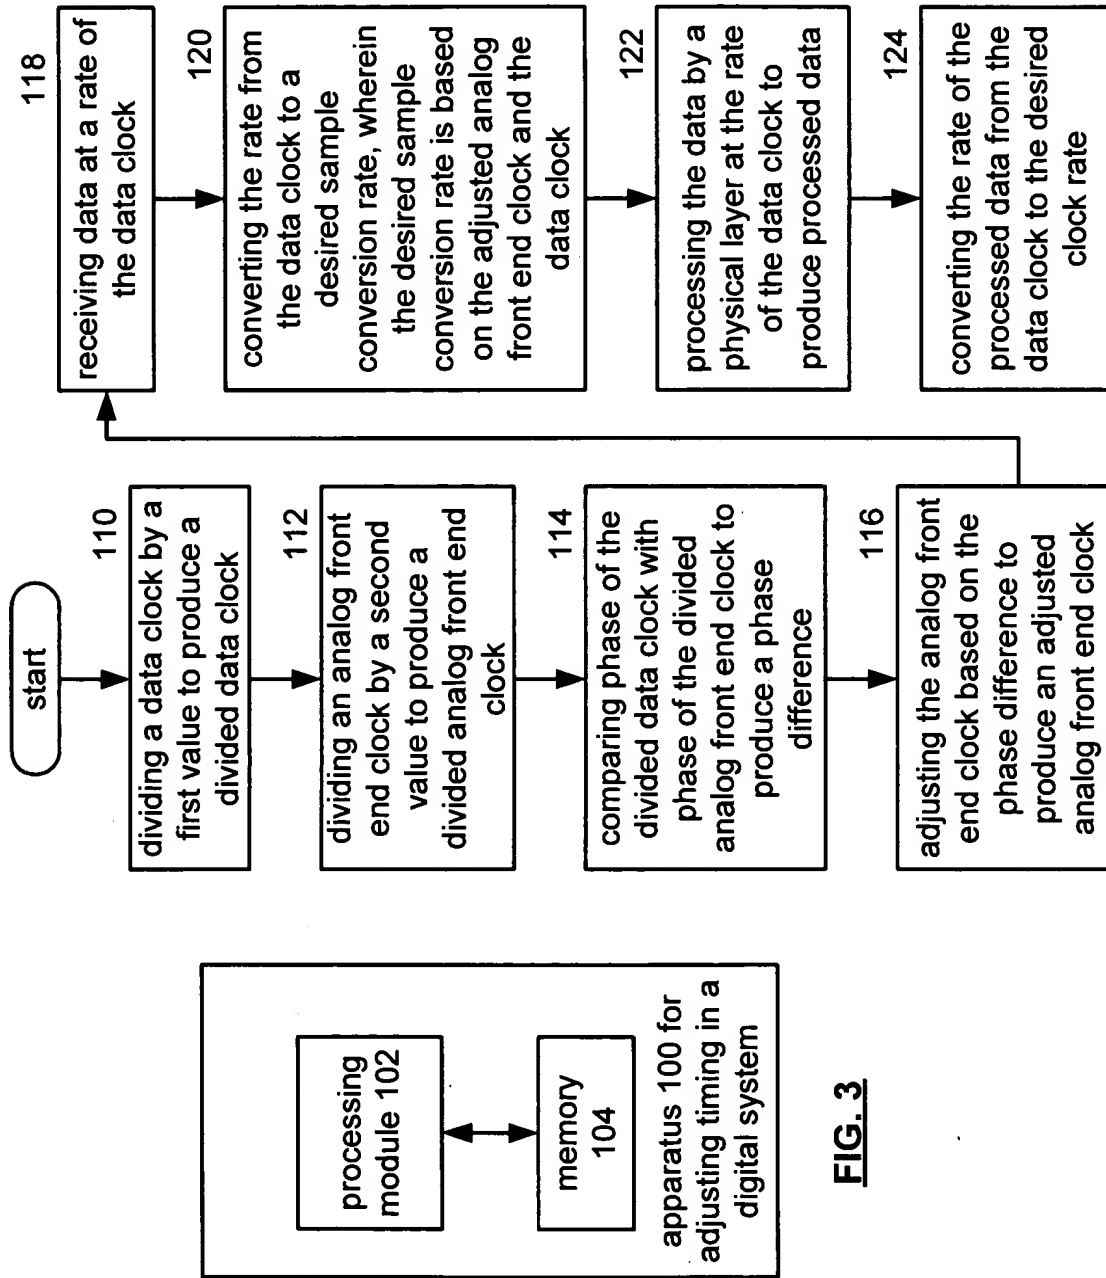 start
110
dividing a data clock by a
first value to produce a
divided data clock
112
dividing an analog front
end clock by a second
value to produce a
divided analog front end
clock
114
comparing phase of the
divided data clock with
phase of the divided
analog front end clock to
produce a phase
difference
116
adjusting the analog front
end clock based on the
phase difference to
produce an adjusted
analog front end clock
118
receiving data at a rate of
the data clock
120
converting the rate from
the data clock to a
desired sample
conversion rate, wherein
the desired sample
conversion rate is based
on the adjusted analog
front end clock and the
data clock
122
processing the data by a
physical layer at the rate
of the data clock to
produce processed data
124
converting the rate of the
processed data from the
data clock to the desired
clock rate
processing
module 102
memory
104
apparatus 100 for
adjusting timing in a
digital system
FIG. 3